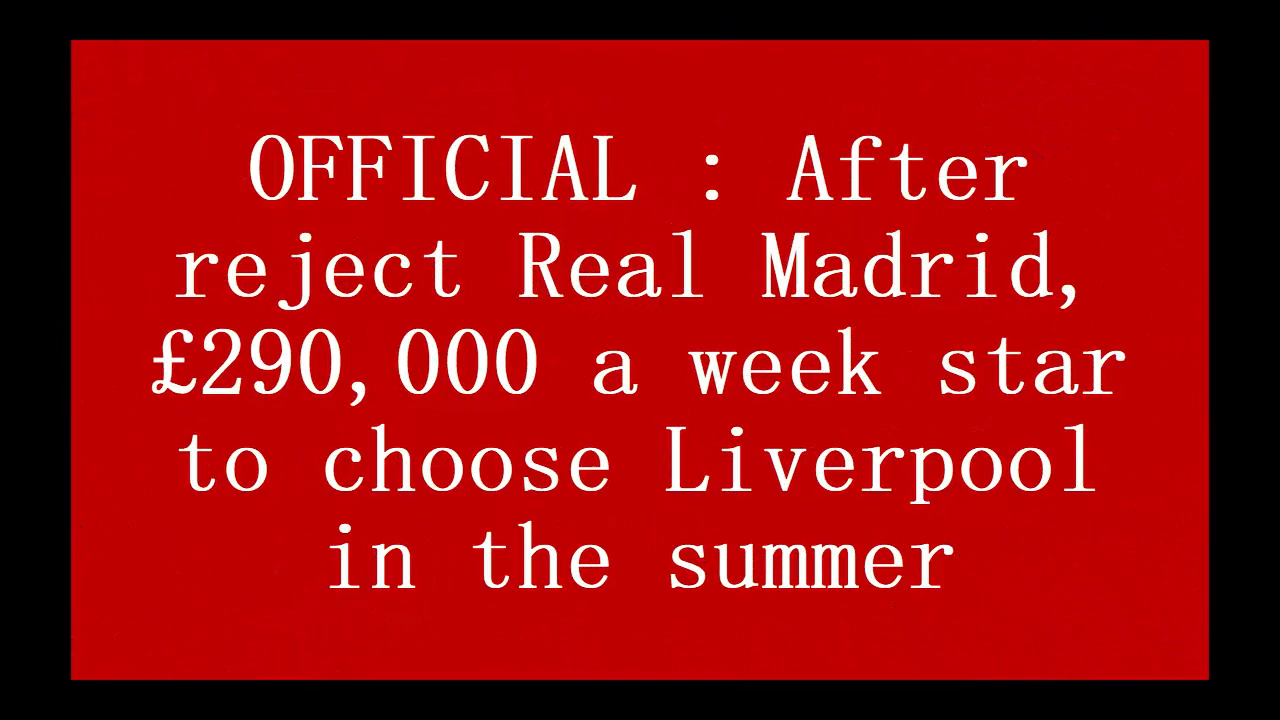 OFFICIAL : After
reject Real Madrid,
£290,000 a week star
to choose Liverpool
in the summer